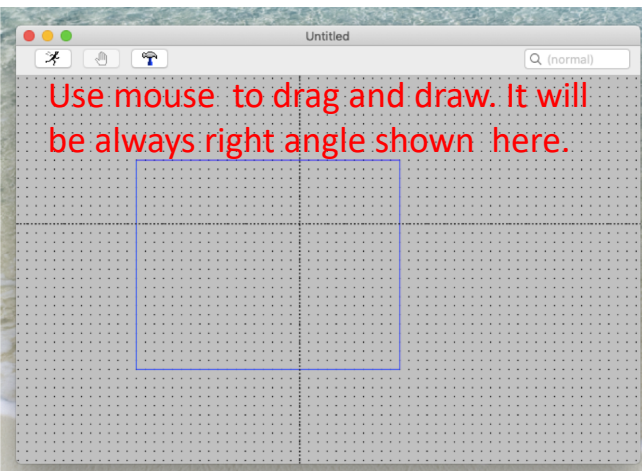 Untitled
(normal)
Use mouse to drag and draw. It will
be always right angle shown here.